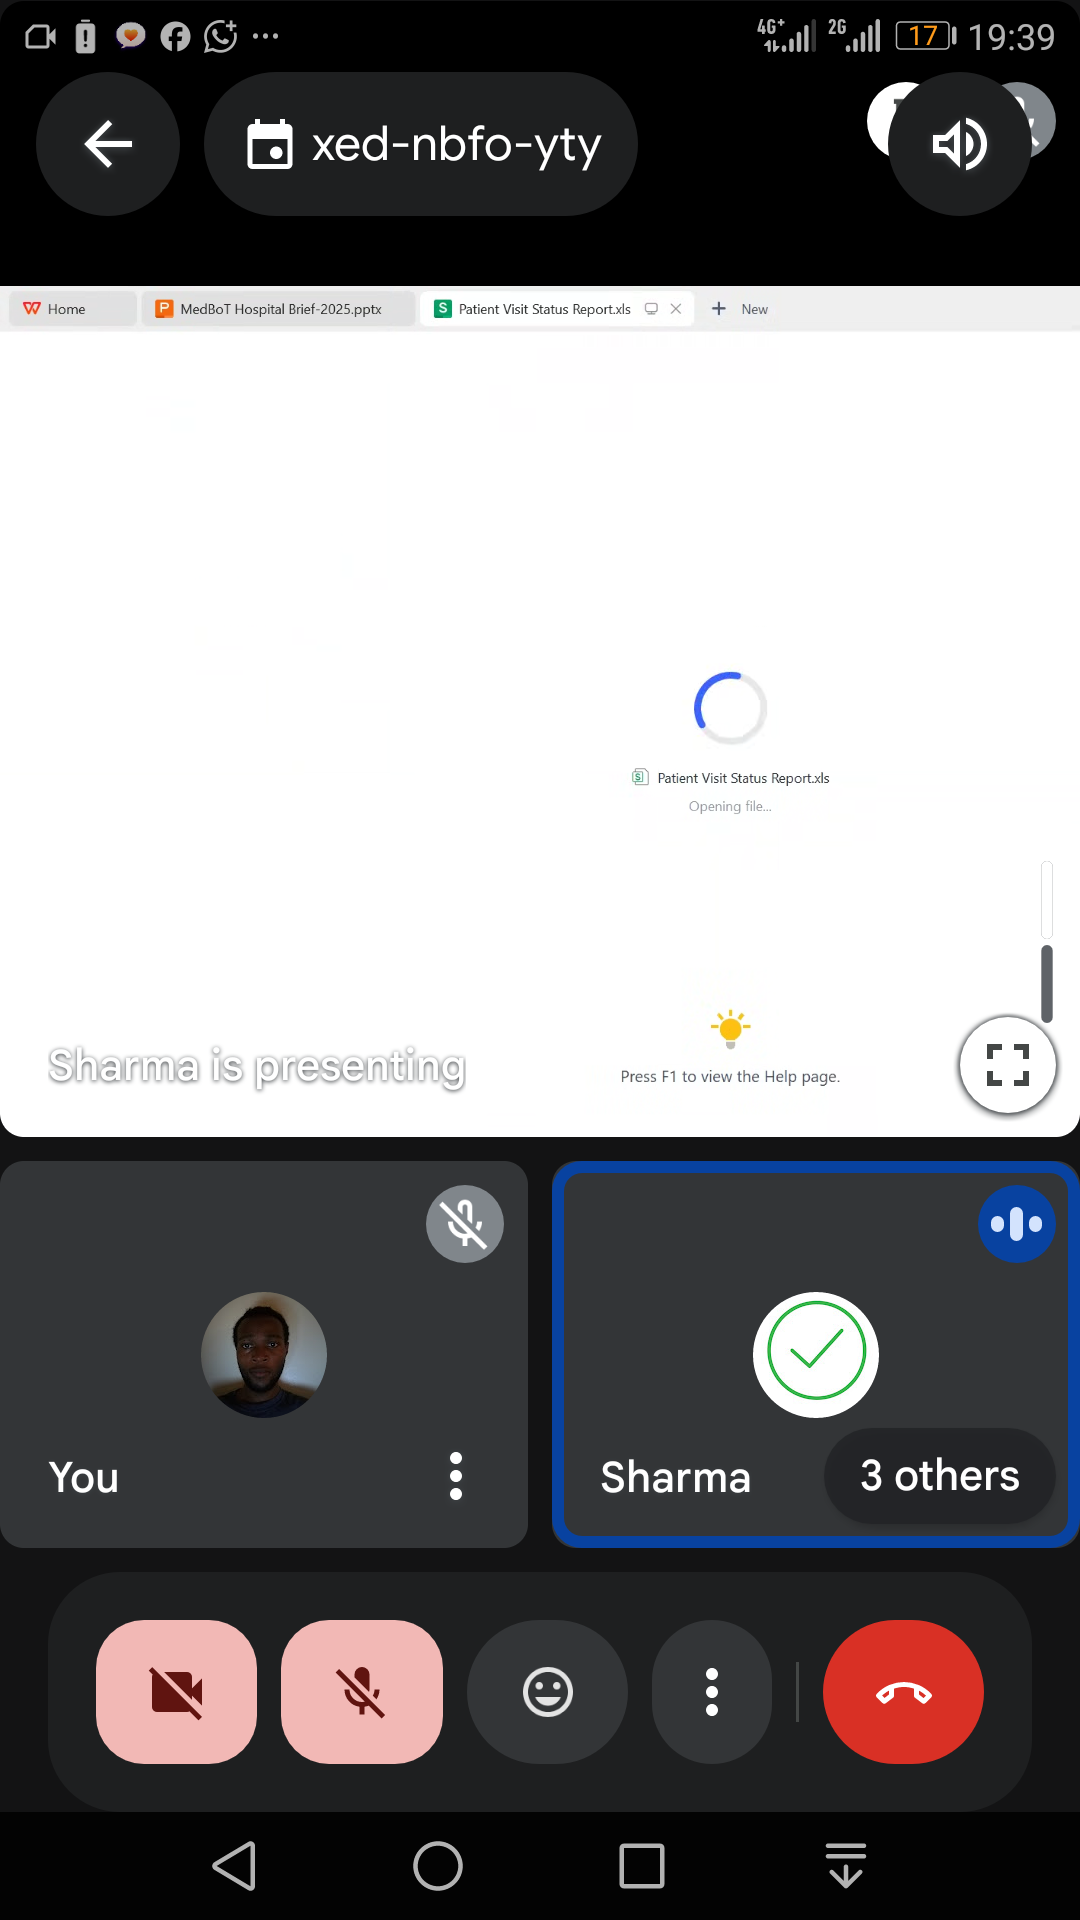 4G+ 2G 17 19:39
xed-nbfo-yty
Home MedBoT Hospital Brief-2025.pptx Patient Visit Status Report.xls New
Patient Visit Status Report.xls
Opening file...
Press F1 to view the Help page.
Sharma is presenting
You
Sharma
3 others